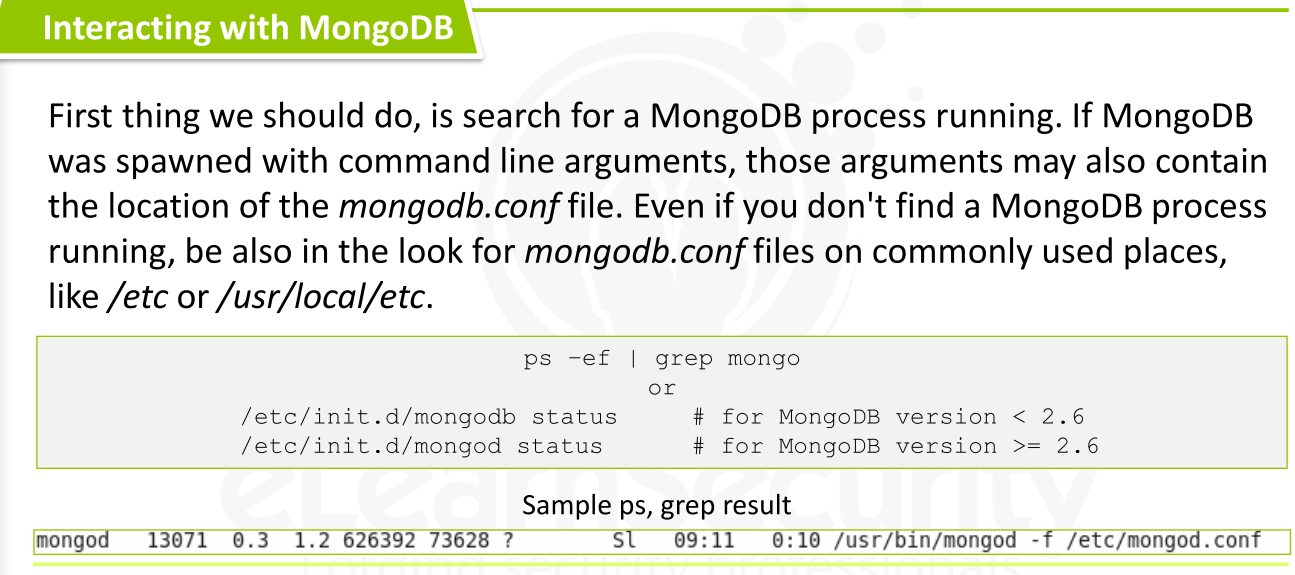 Interacting with MongoDB
First thing we should do, is search for a MongoDB process running. If MongoDB
was spawned with command line arguments, those arguments may also contain
the location of the mongodb.conf file. Even if you don't find a MongoDB process
running, be also in the look for mongodb.conf files on commonly used places,
like /etc or /usr/local/etc.
ps –ef | grep mongo
or
/etc/init.d/mongodb status # for MongoDB version < 2.6
/etc/init.d/mongod status # for MongoDB version >= 2.6
eLearnSecurity
Sample ps, grep result
mongod 13071 0.3 1.2 626392 73628 ? Sl 09:11 0:10 /usr/bin/mongod -f /etc/mongod.conf
Forging security professionals